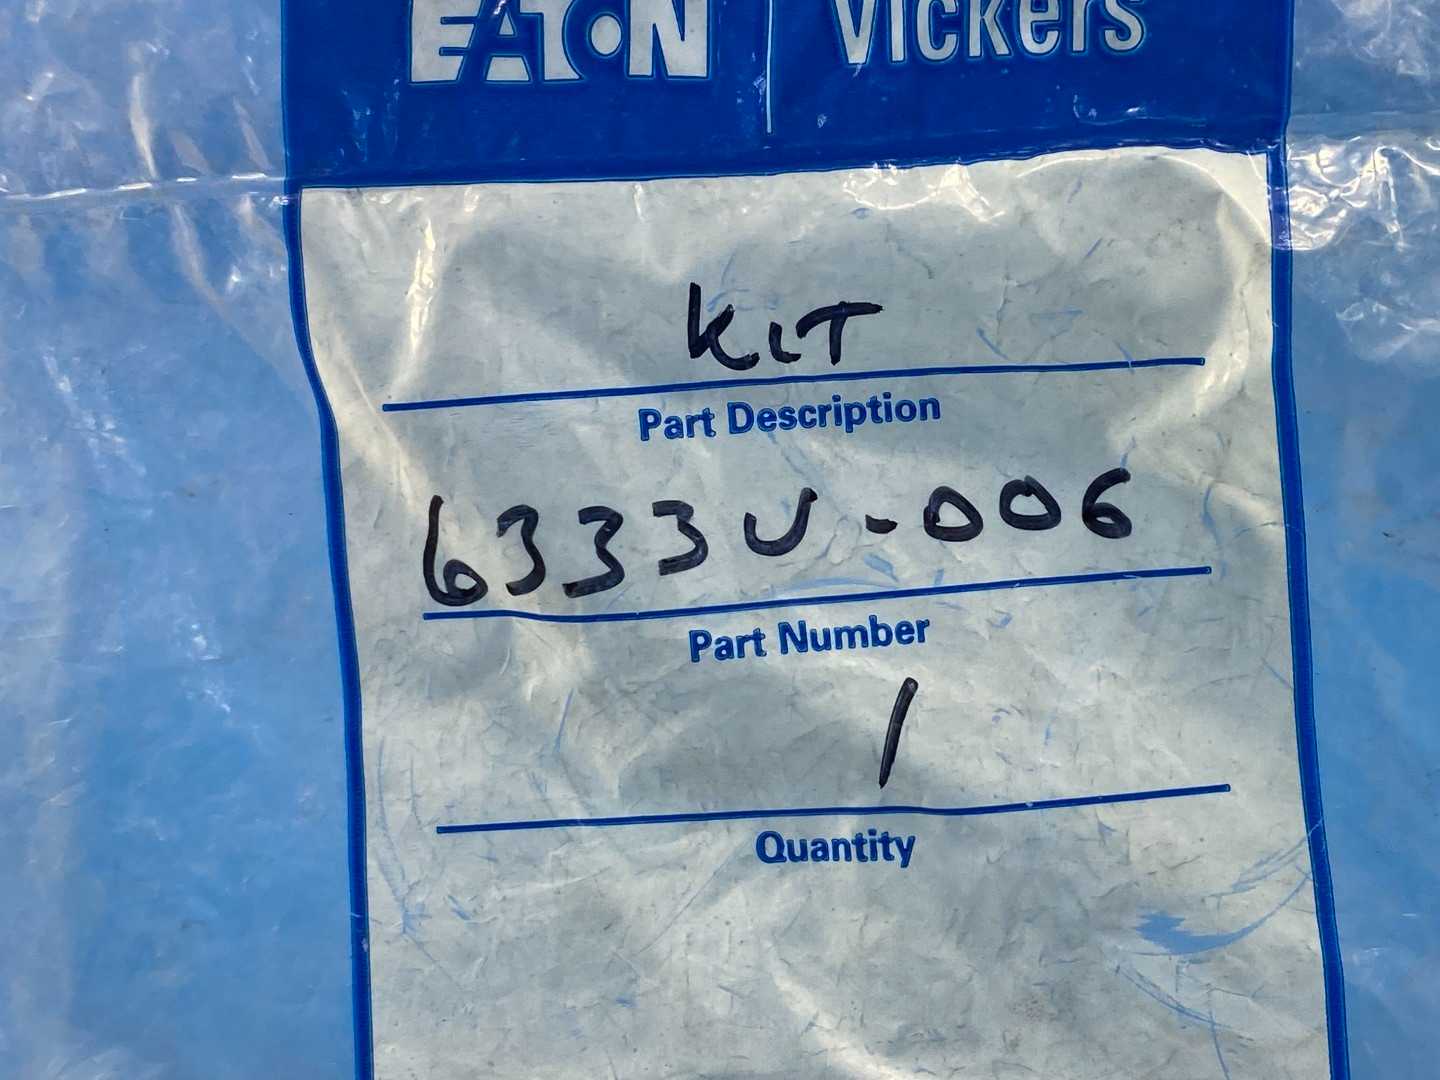 EATON Vickers
KIT
Part Description
6333U-006
Part Number
1
Quantity